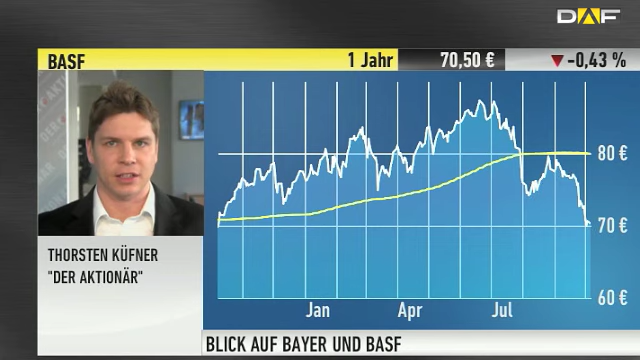 DAF
BASF 1 Jahr 70,50 € -0,43 %
80 €
70 €
60 €
Jan Apr Jul
THORSTEN KÜFNER
"DER AKTIONÄR"
BLICK AUF BAYER UND BASF